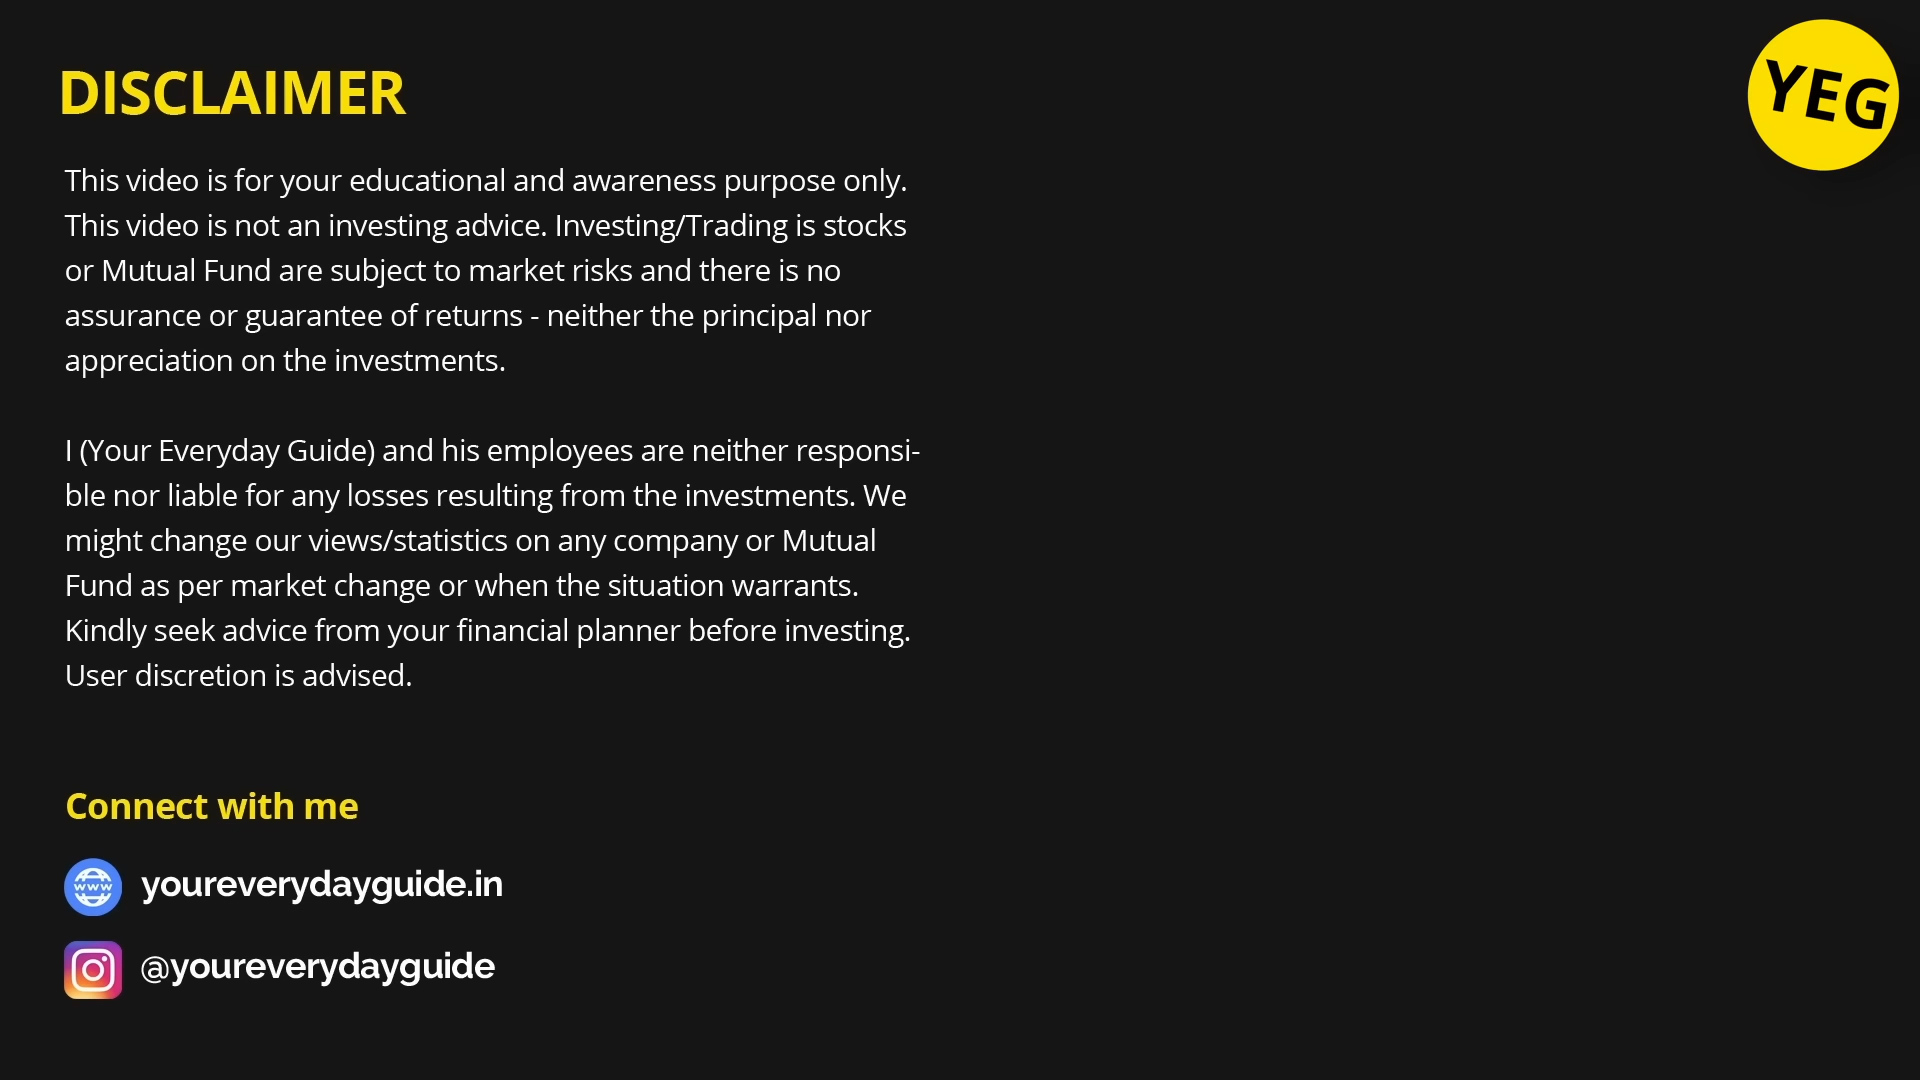 DISCLAIMER
YEG
This video is for your educational and awareness purpose only.
This video is not an investing advice. Investing/Trading is stocks
or Mutual Fund are subject to market risks and there is no
assurance or guarantee of returns - neither the principal nor
appreciation on the investments.
I (Your Everyday Guide) and his employees are neither responsi-
ble nor liable for any losses resulting from the investments. We
might change our views/statistics on any company or Mutual
Fund as per market change or when the situation warrants.
Kindly seek advice from your financial planner before investing.
User discretion is advised.
Connect with me
www
youreverydayguide.in
@youreverydayguide